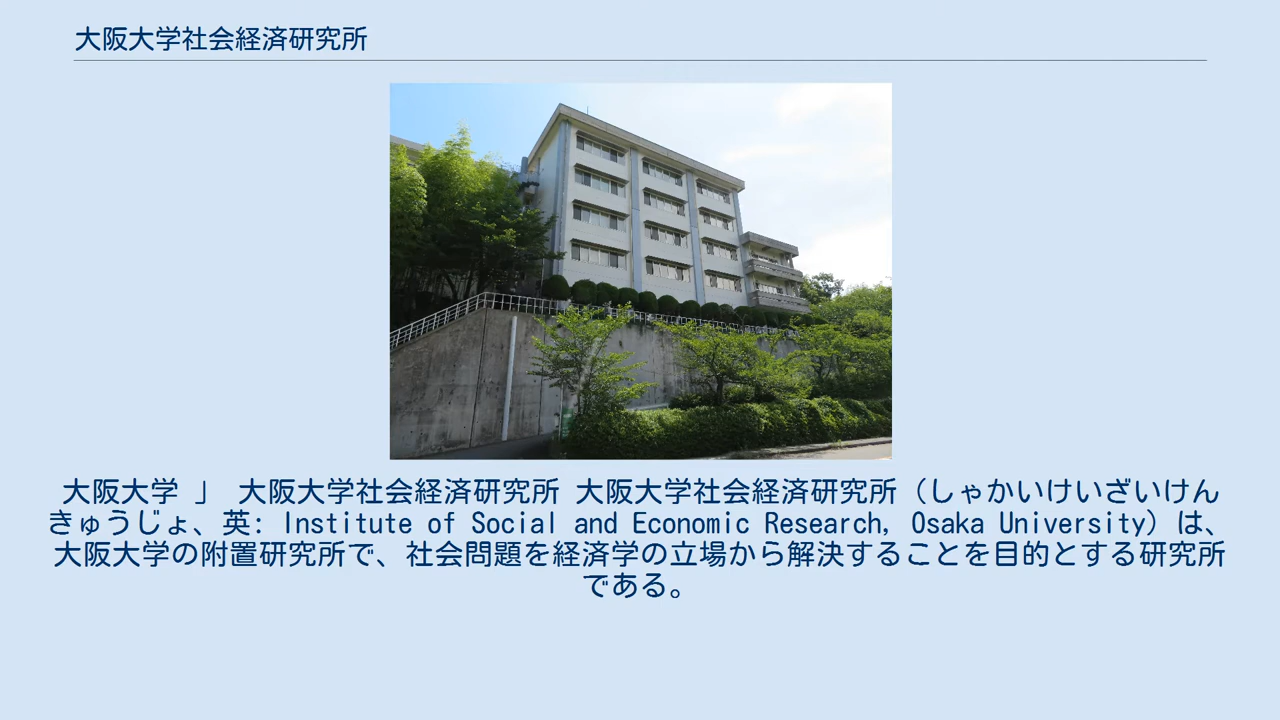 大阪大学社会経済研究所
大阪大学 」 大阪大学社会経済研究所 大阪大学社会経済研究所（しゃかいけいざいけん
きゅうじょ、英: Institute of Social and Economic Research, Osaka University）は、
大阪大学の附置研究所で、社会問題を経済学の立場から解決することを目的とする研究所
である。